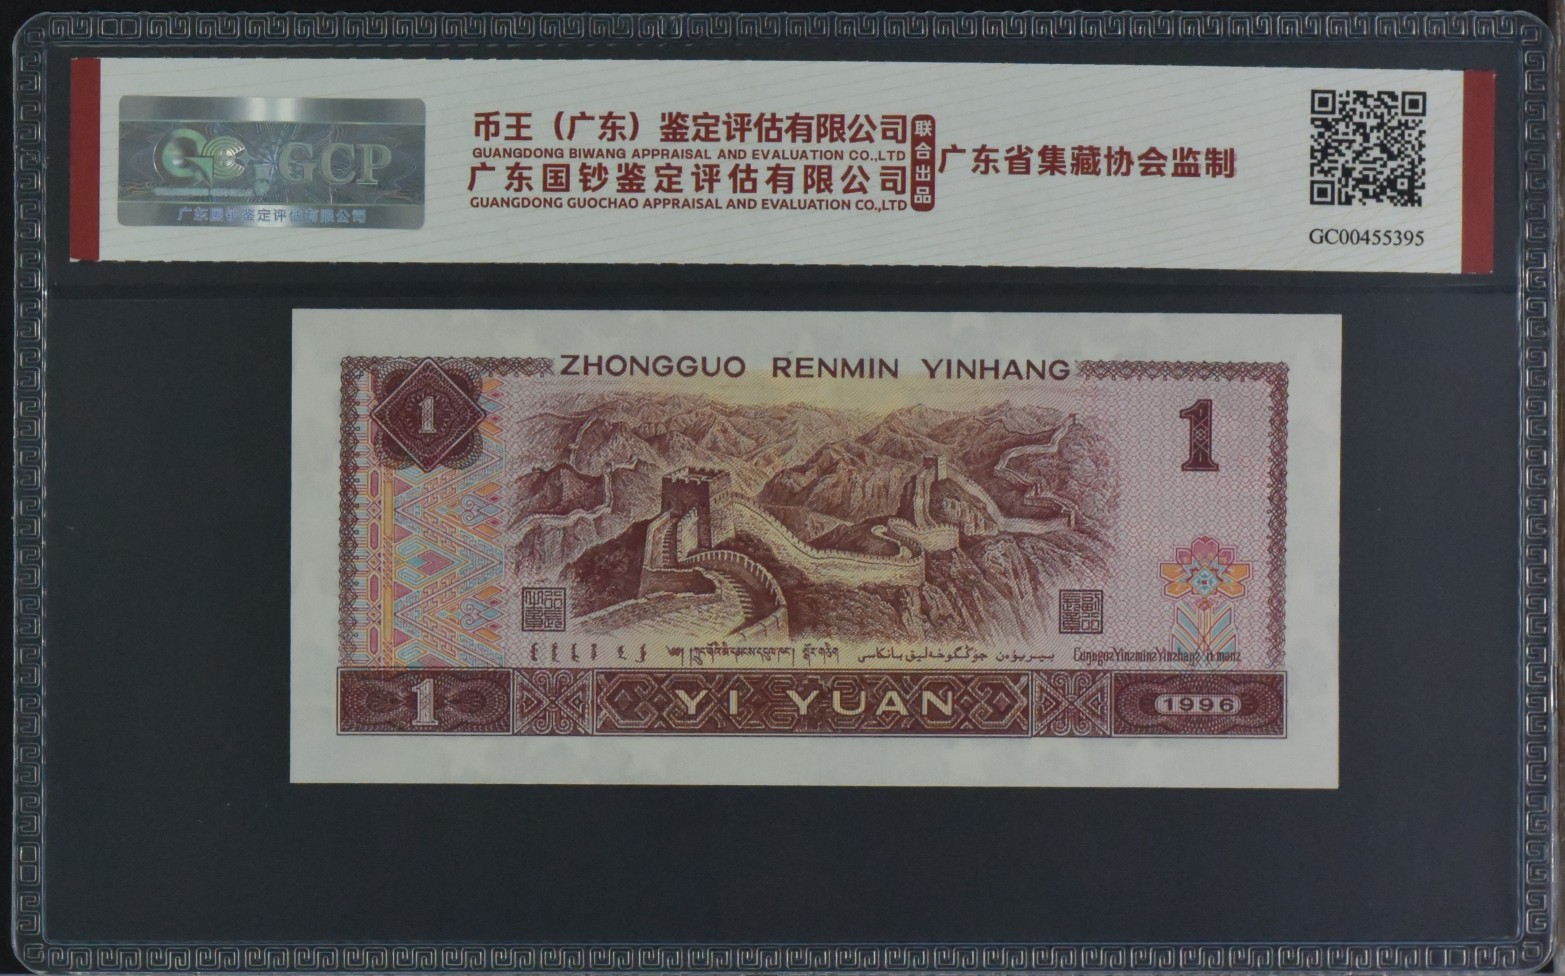 币王（广东）鉴定评估有限公司
GUANGDONG BIWANG APPRAISAL AND EVALUATION CO.,LTD
广东国钞鉴定评估有限公司
GUANGDONG GUOCHAO APPRAISAL AND EVALUATION CO.,LTD
联合出品
广东省集藏协会监制
GCP
广东国钞鉴定评估有限公司
GC00455395
ZHONGGUO RENMIN YINHANG
1
1
1
YI YUAN
1996